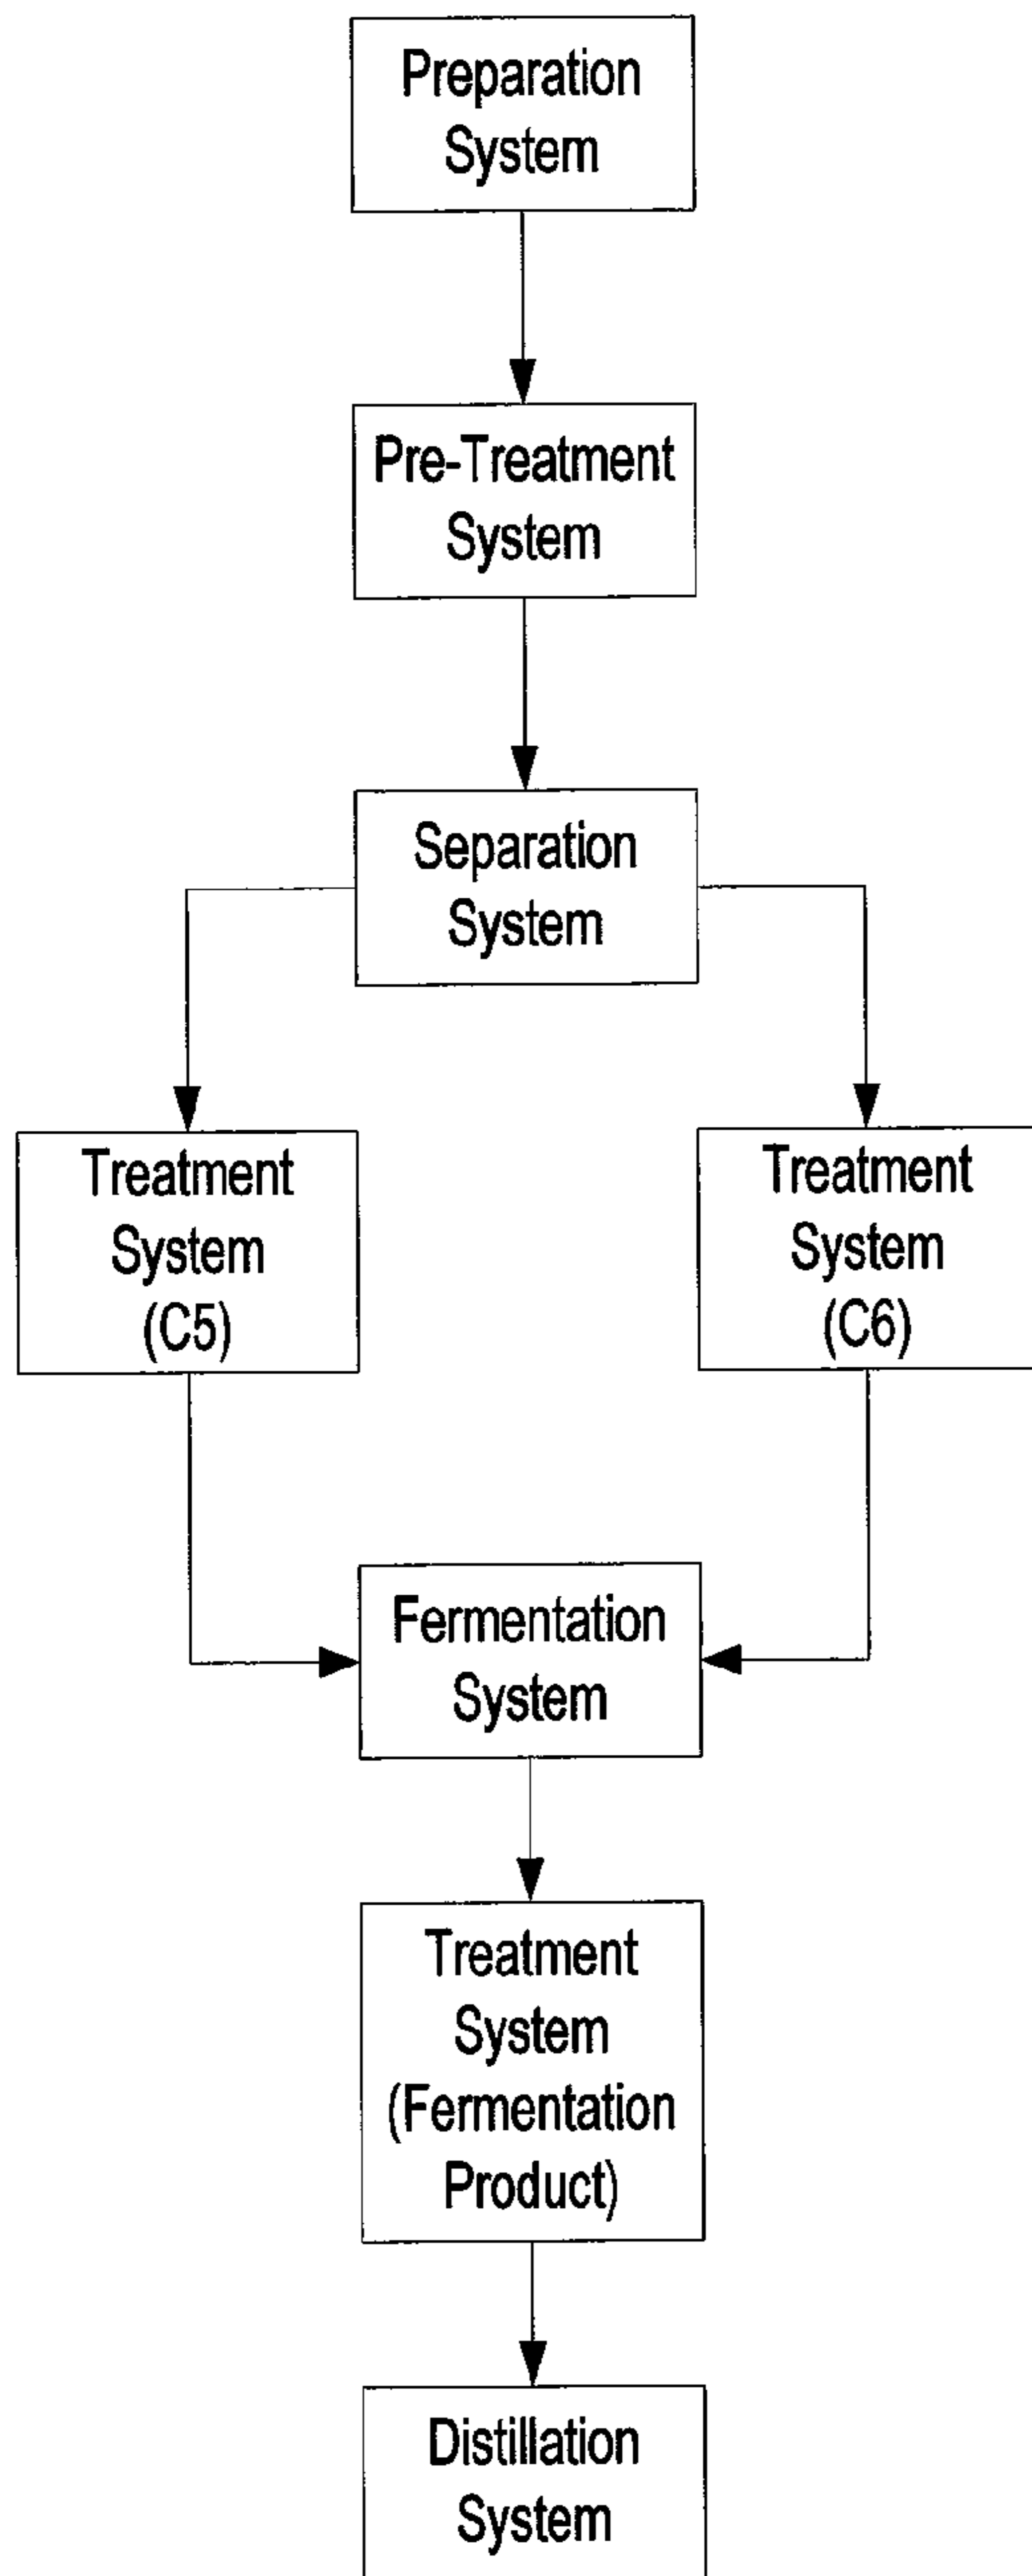 Preparation
System
Pre-Treatment
System
Separation
System
Treatment
System
(C5)
Treatment
System
(C6)
Fermentation
System
Treatment
System
(Fermentation
Product)
Distillation
System